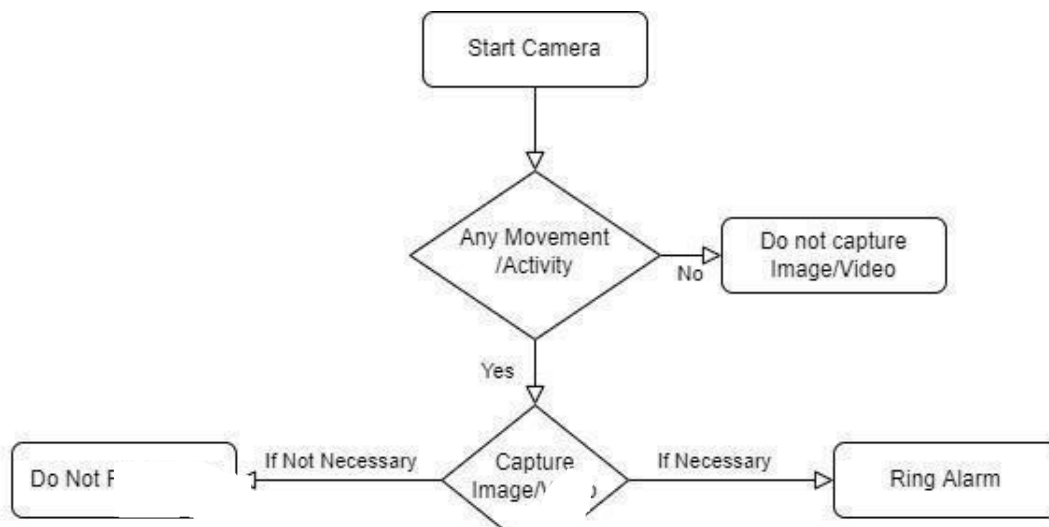 Start Camera
Any Movement
/Activity
No
Do not capture
Image/Video
Yes
Do Not
If Not Necessary
Capture
If Necessary
Ring Alarm